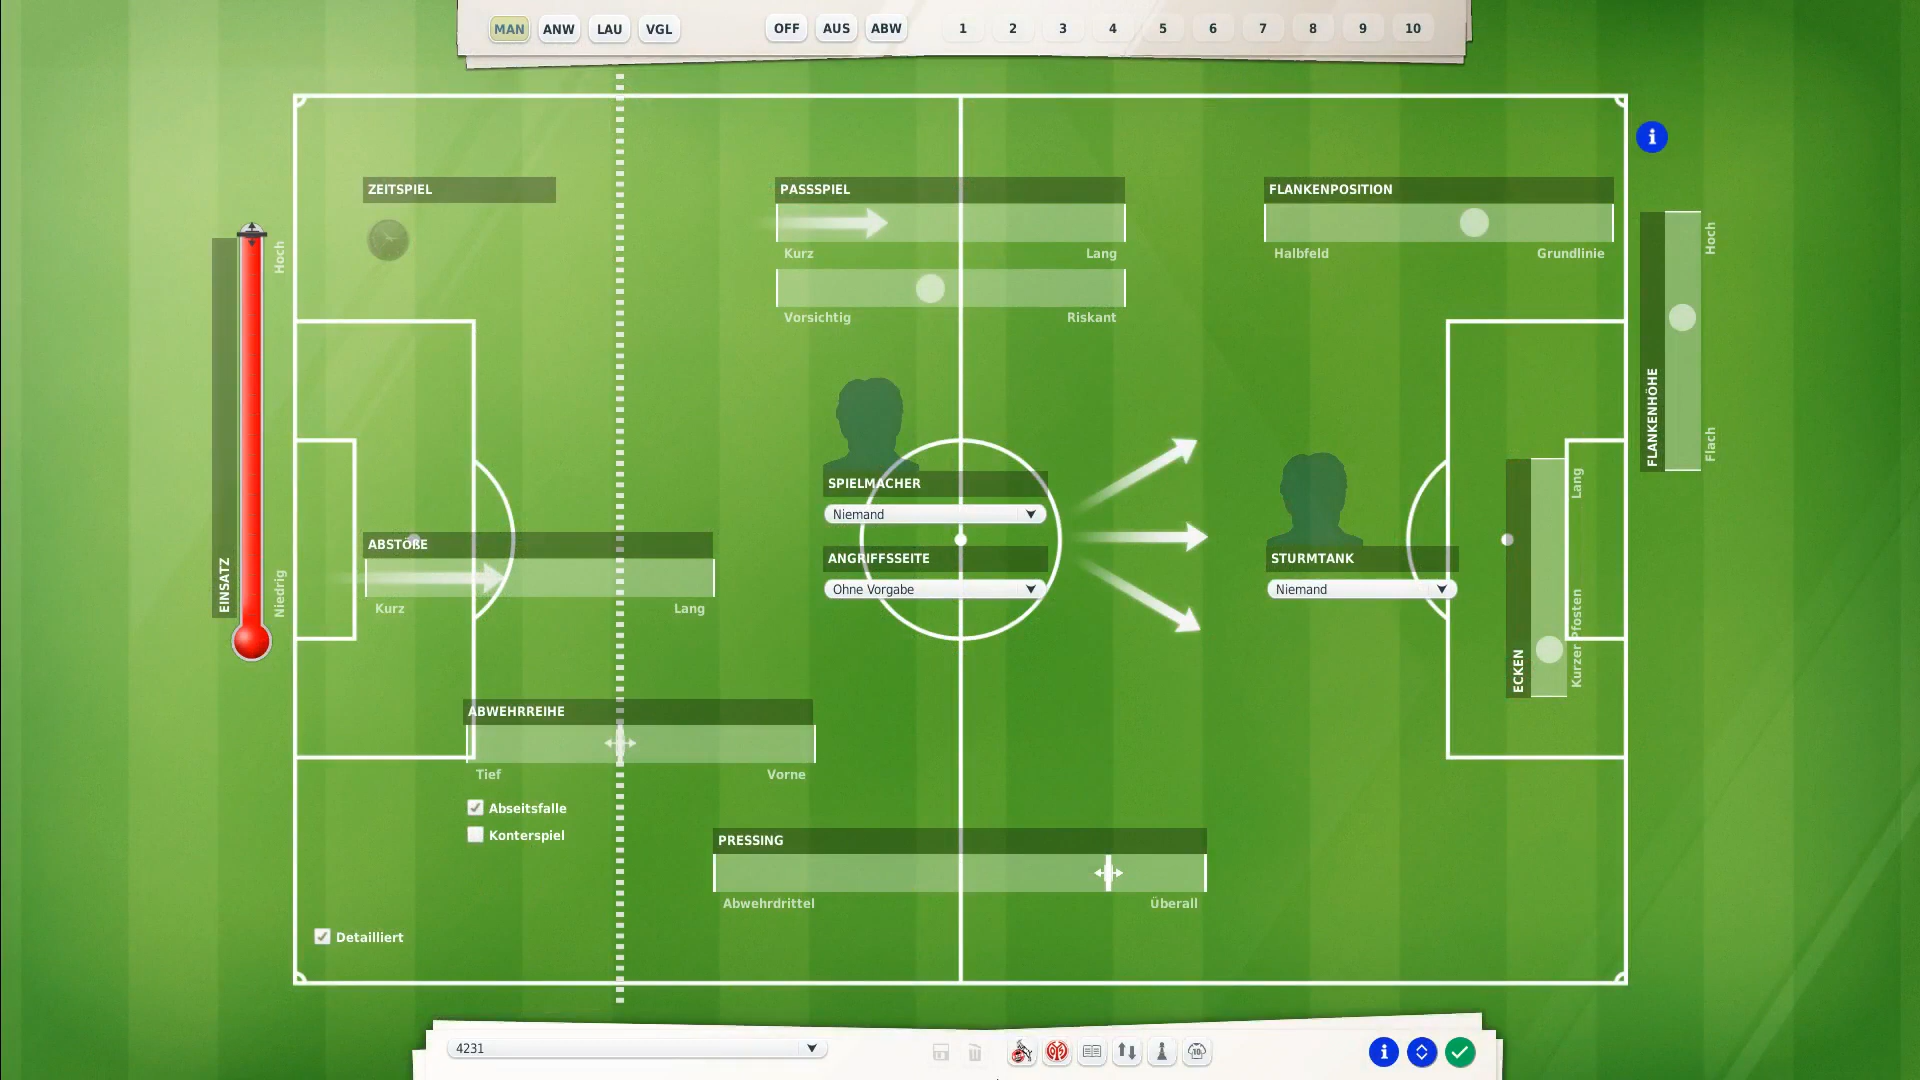 MAN ANW LAU VGL OFF AUS ABW 1 2 3 4 5 6 7 8 9 10
ZEITSPIEL
PASSSPIEL
Kurz Lang
Vorsichtig Riskant
FLANKENPOSITION
Halbfeld Grundlinie
EINSATZ
Hoch
Niedrig
FLANKENHÖHE
Hoch
Flach
SPIELMACHER
Niemand
ANGRIFFSSEITE
Ohne Vorgabe
STURMTANK
Niemand
ECKEN
Lang
Kurzer Pfosten
ABSTÖßE
Kurz Lang
ABWEHRREIHE
Tief Vorne
Abseitsfalle
Konterspiel
PRESSING
Abwehrdrittel Überall
Detailliert
4231
10